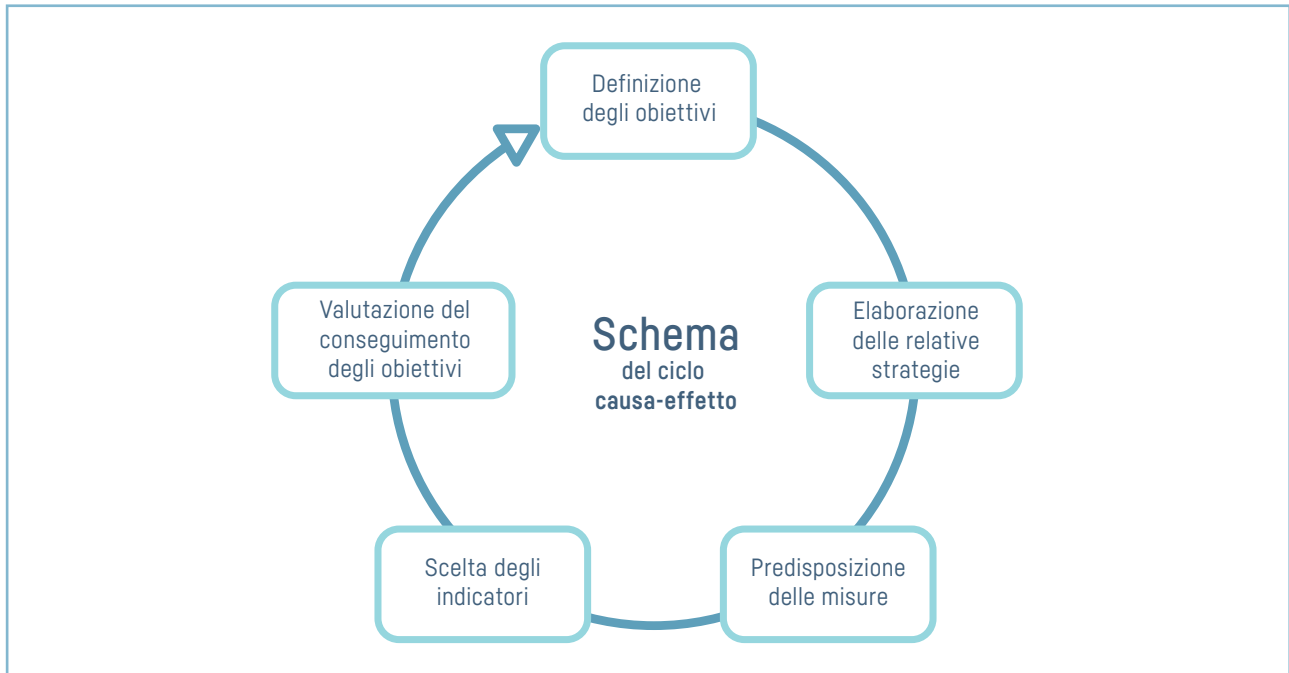 Definizione
degli obiettivi
Elaborazione
delle relative
strategie
Predisposizione
delle misure
Scelta degli
indicatori
Valutazione del
conseguimento
degli obiettivi
Schema
del ciclo
causa-effetto